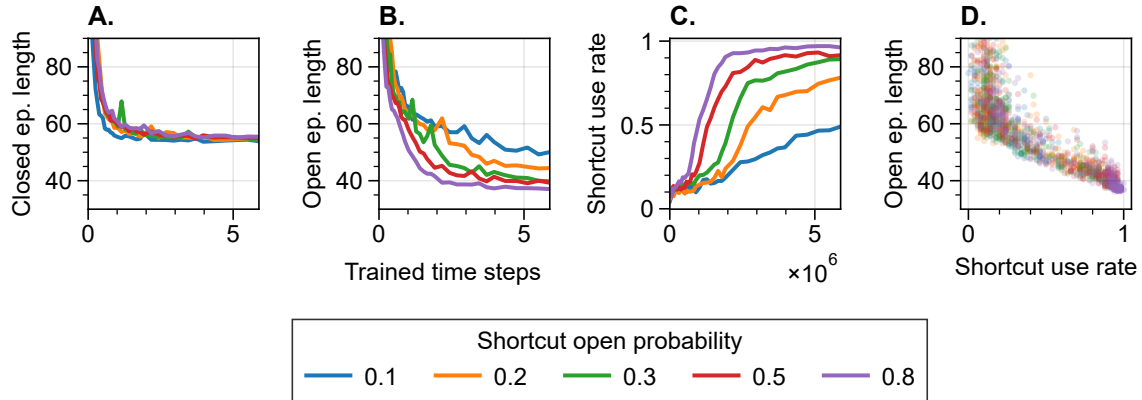 A.
B.
C.
D.
Closed ep. length
80
60
40
0
5
Open ep. length
80
60
40
0
5
Trained time steps
Shortcut use rate
1
0.5
0
0
5
×10^6
Open ep. length
80
60
40
0
1
Shortcut use rate
Shortcut open probability
0.1
0.2
0.3
0.5
0.8